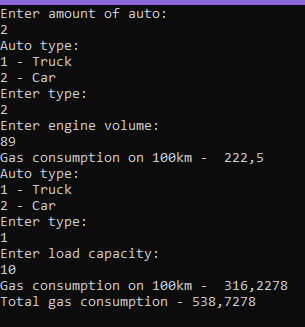 Enter amount of auto:
2
Auto type:
1 - Truck
2 - Car
Enter type:
2
Enter engine volume:
89
Gas consumption on 100km -  222,5
Auto type:
1 - Truck
2 - Car
Enter type:
1
Enter load capacity:
10
Gas consumption on 100km -  316,2278
Total gas consumption - 538,7278